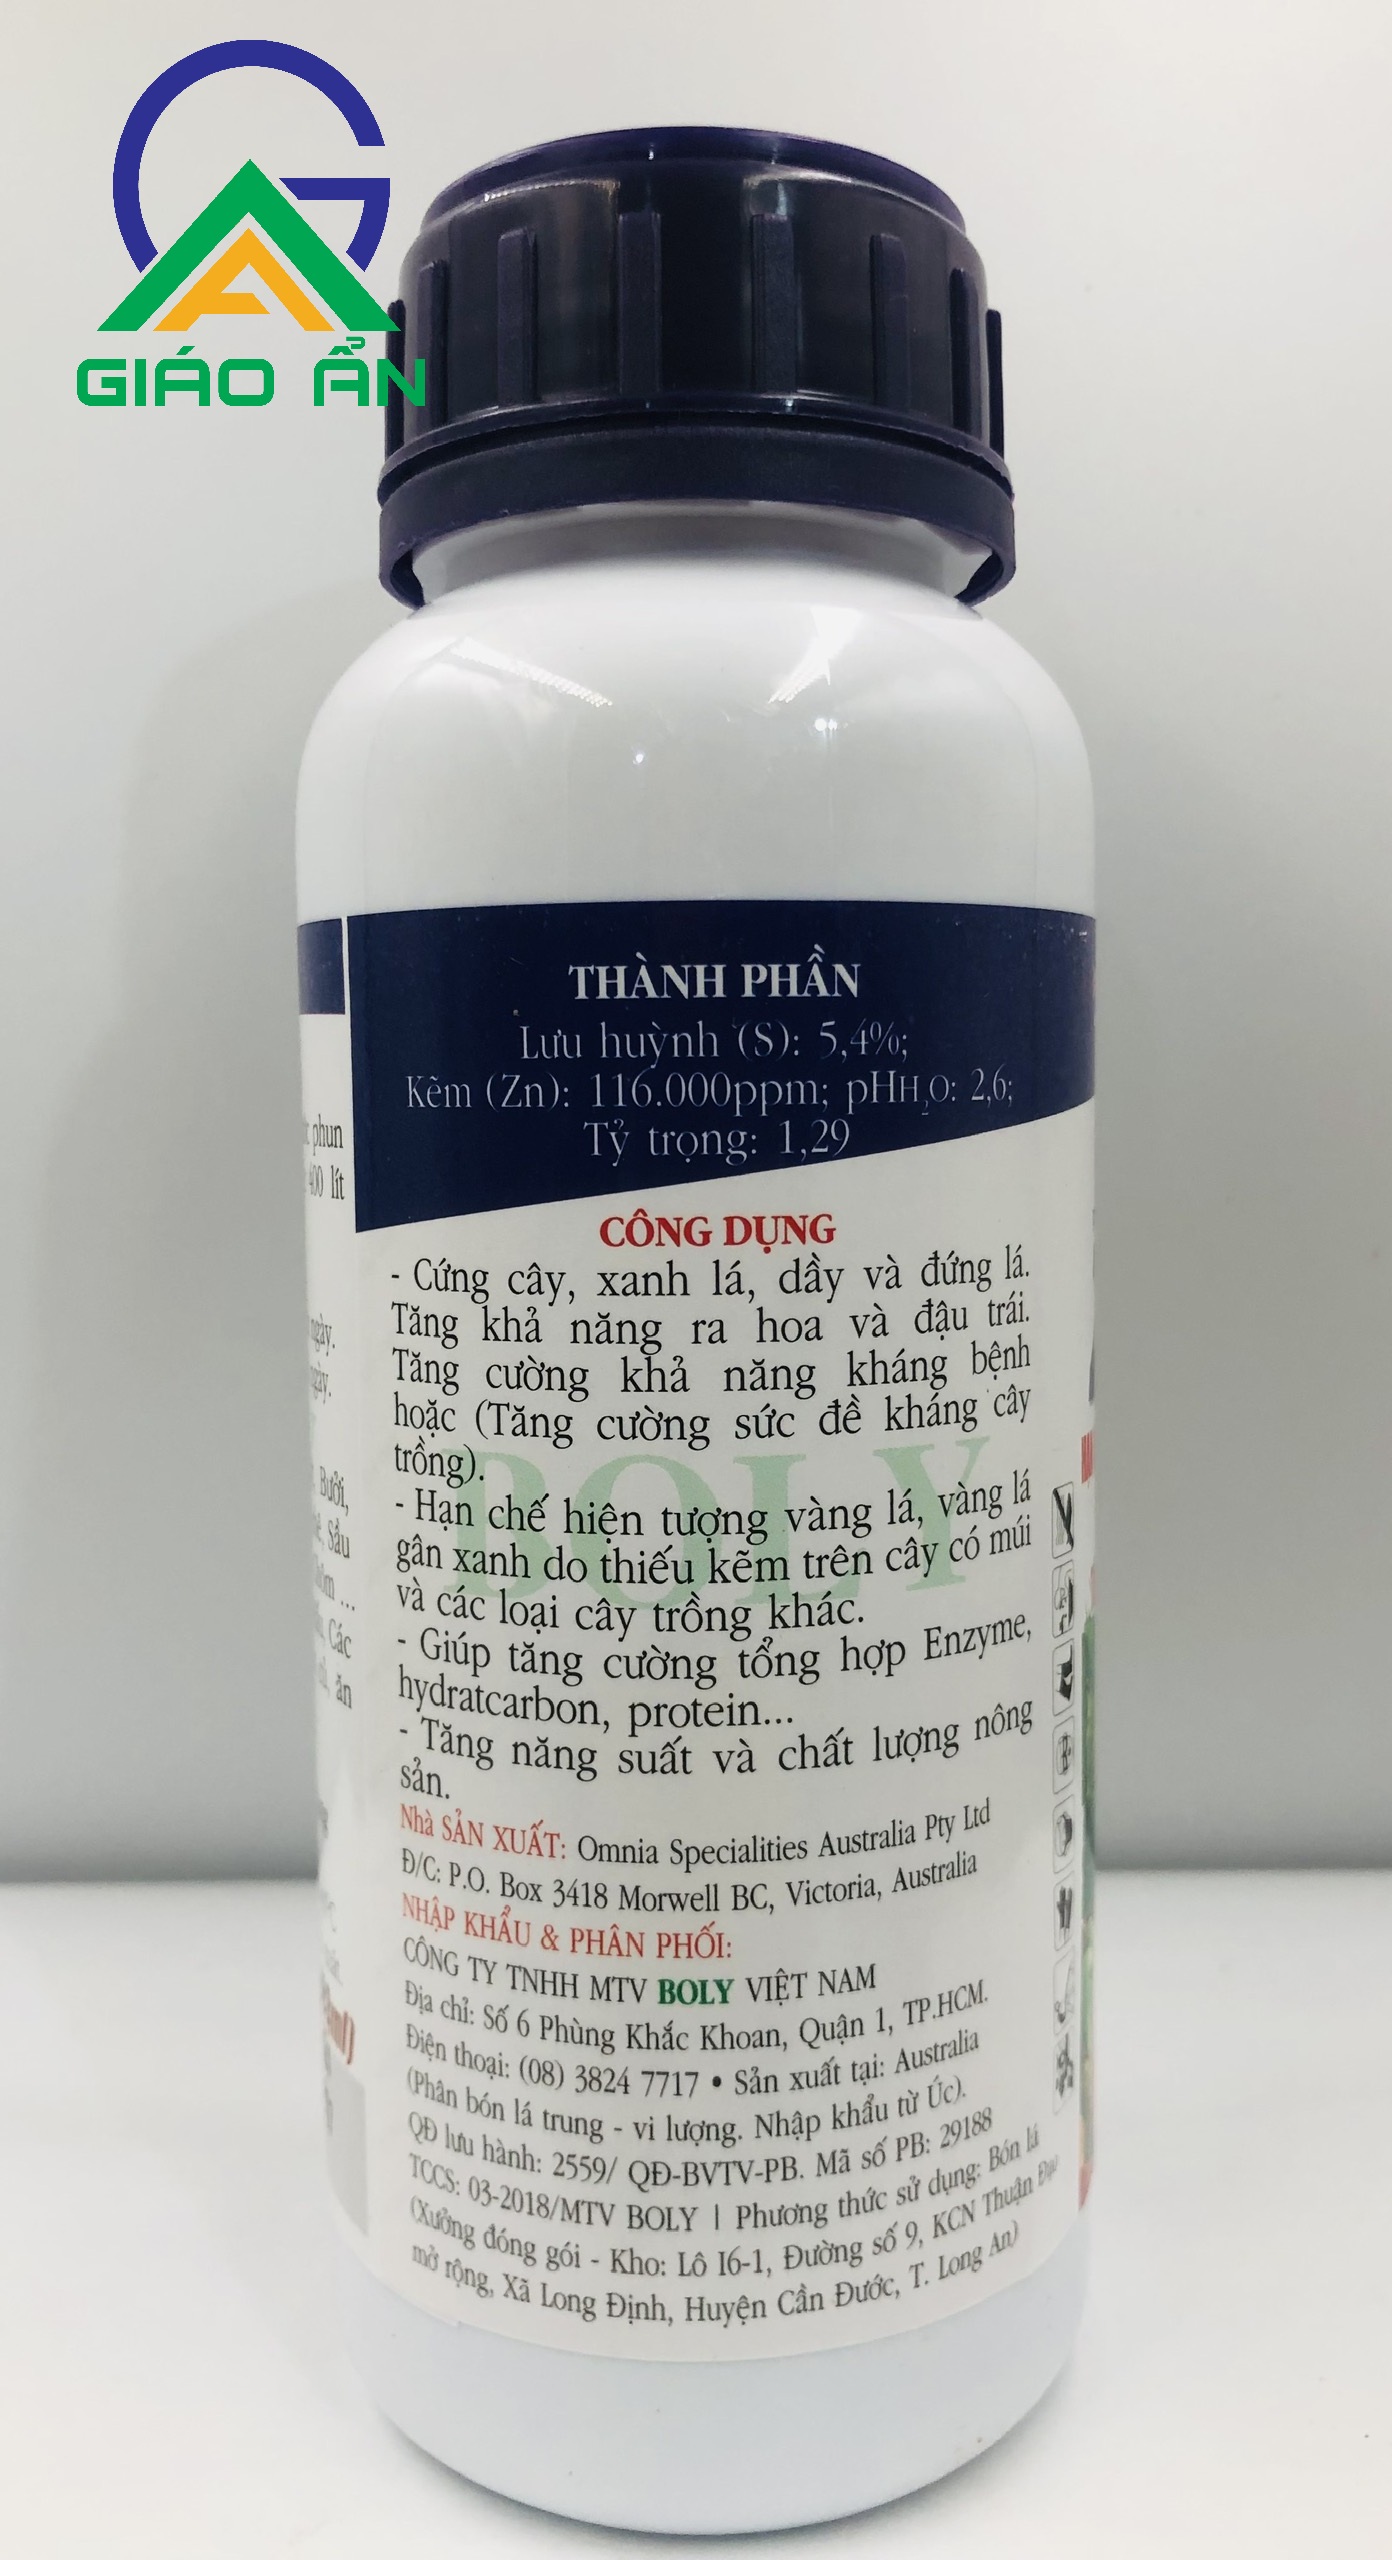 GIÁO ẨN
THÀNH PHẦN
Lưu huỳnh (S): 5,4%;
Kẽm (Zn): 116.000ppm; pHH₂O: 2,6;
Tỷ trọng: 1,29
CÔNG DỤNG
- Cứng cây, xanh lá, dầy và đứng lá.
Tăng khả năng ra hoa và đậu trái.
Tăng cường khả năng kháng bệnh
hoặc (Tăng cường sức đề kháng cây
trồng).
- Hạn chế hiện tượng vàng lá, vàng lá
gân xanh do thiếu kẽm trên cây có múi
và các loại cây trồng khác.
- Giúp tăng cường tổng hợp Enzyme,
hydratcarbon, protein...
- Tăng năng suất và chất lượng nông
sản.
BOLY
Nhà SẢN XUẤT: Omnia Specialities Australia Pty Ltd
Đ/C: P.O. Box 3418 Morwell BC, Victoria, Australia
NHẬP KHẨU & PHÂN PHỐI:
CÔNG TY TNHH MTV BOLY VIỆT NAM
Địa chỉ: Số 6 Phùng Khắc Khoan, Quận 1, TP.HCM.
Điện thoại: (08) 3824 7717 • Sản xuất tại: Australia
(Phân bón lá trung - vi lượng. Nhập khẩu từ Úc).
QĐ lưu hành: 2559/ QĐ-BVTV-PB. Mã số PB: 29188
TCCS: 03-2018/MTV BOLY | Phương thức sử dụng: Bón lá
(Xưởng đóng gói - Kho: Lô I6-1, Đường số 9, KCN Thuận Đạo
mở rộng, Xã Long Định, Huyện Cần Đước, T. Long An)
phun
400 lít
ngày.
ngày.
Bưởi,
Sầu
...
Các
ăn